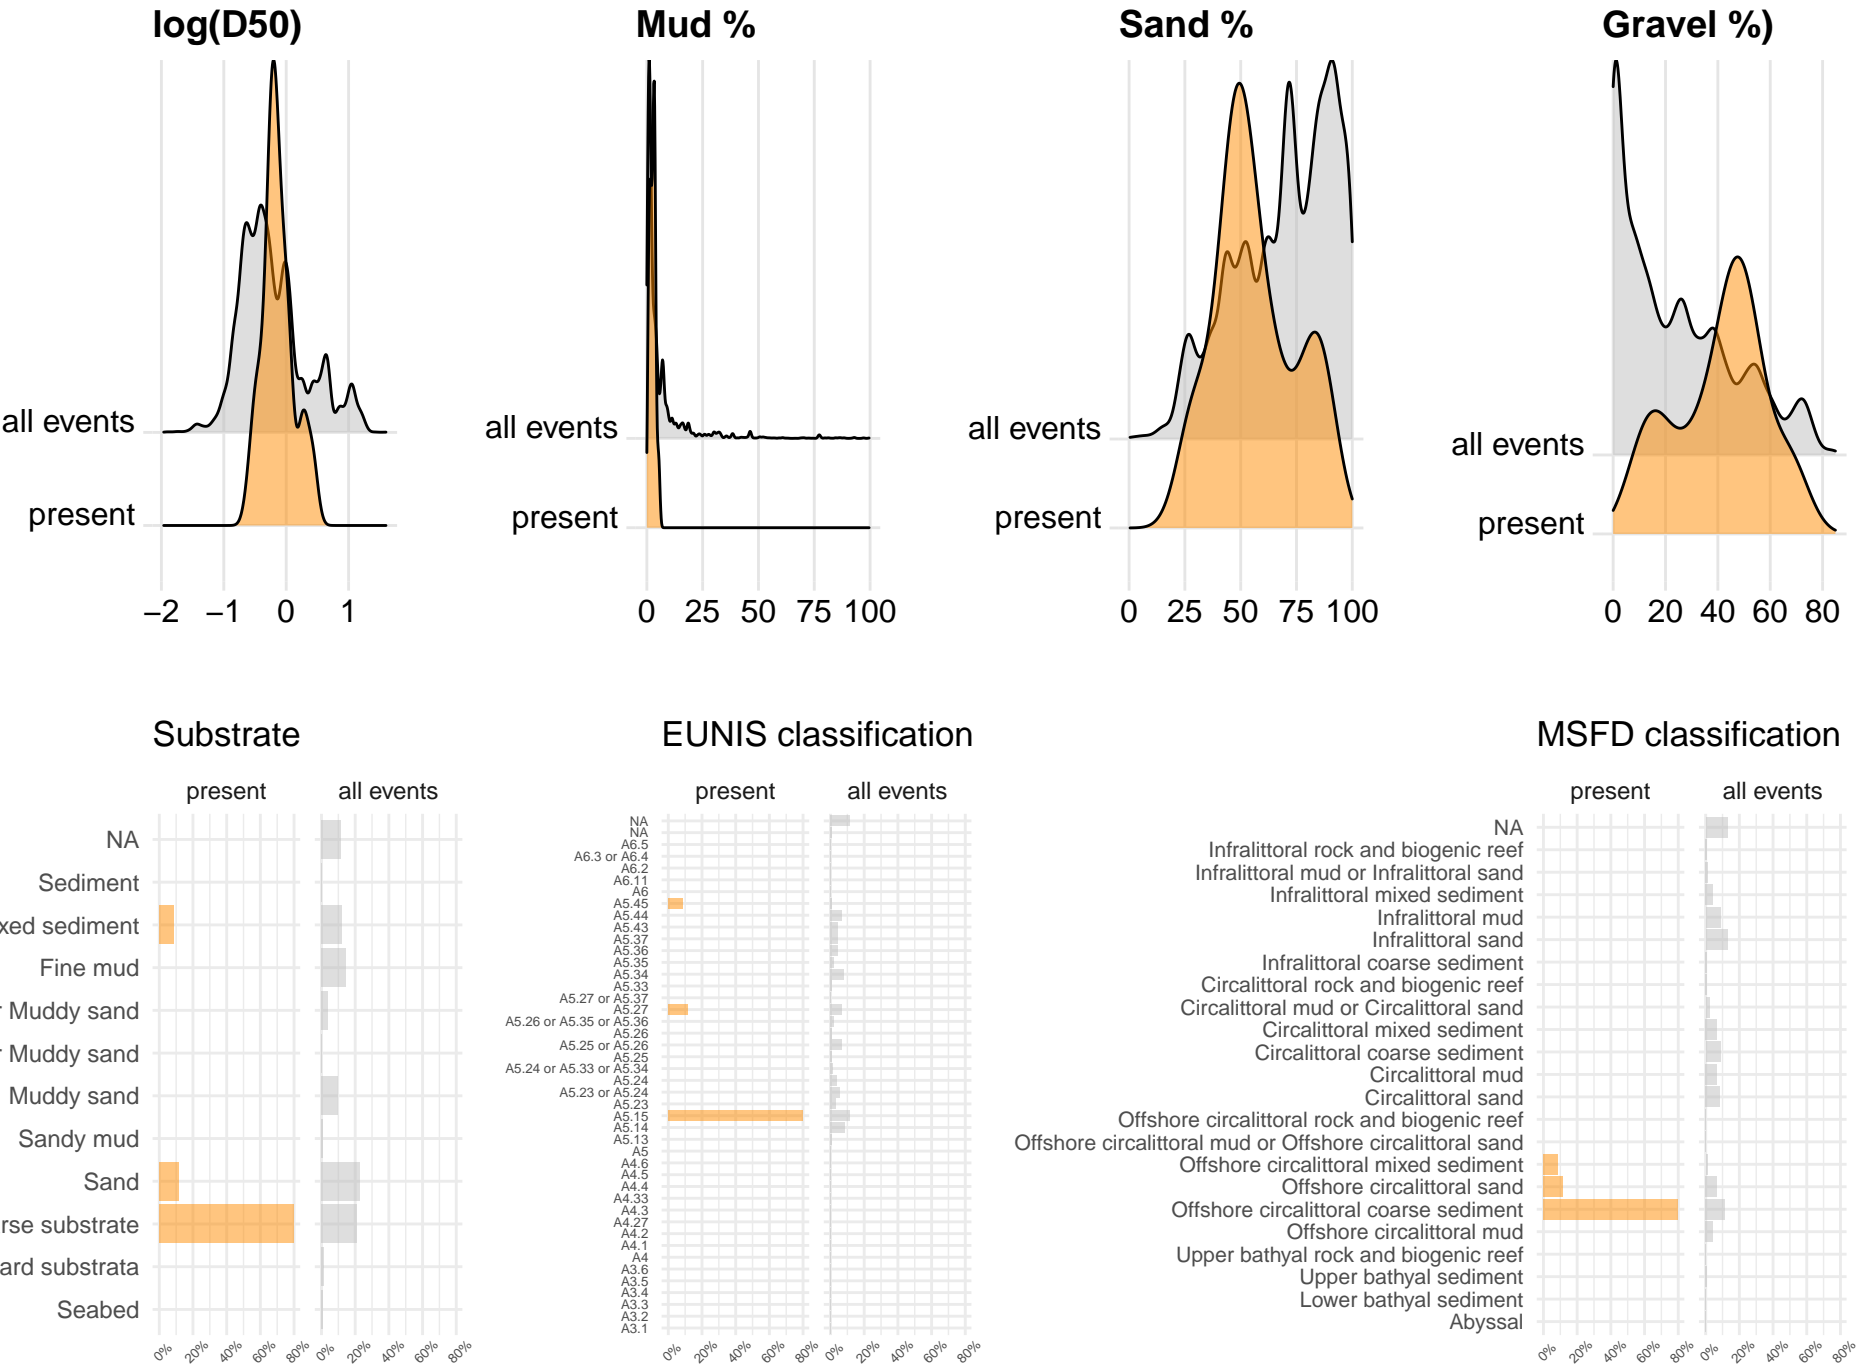 log(D50)
Mud %
Sand %
Gravel %)
all events
present
−2 −1 0 1
all events
present
0 25 50 75 100
all events
present
0 25 50 75 100
all events
present
0 20 40 60 80
Substrate
present all events
NA
Sediment
xed sediment
Fine mud
r Muddy sand
r Muddy sand
Muddy sand
Sandy mud
Sand
rse substrate
ard substrata
Seabed
0% 20% 40% 60% 80% 0% 20% 40% 60% 80%
EUNIS classification
present all events
NA
NA
A6.5
A6.3 or A6.4
A6.2
A6.11
A6
A5.45
A5.44
A5.43
A5.37
A5.36
A5.35
A5.34
A5.33
A5.27 or A5.37
A5.27
A5.26 or A5.35 or A5.36
A5.26
A5.25 or A5.26
A5.25
A5.24 or A5.33 or A5.34
A5.24
A5.23 or A5.24
A5.23
A5.15
A5.14
A5.13
A5
A4.6
A4.5
A4.4
A4.33
A4.3
A4.27
A4.2
A4.1
A4
A3.6
A3.5
A3.4
A3.3
A3.2
A3.1
0% 20% 40% 60% 80% 0% 20% 40% 60% 80%
MSFD classification
present all events
NA
Infralittoral rock and biogenic reef
Infralittoral mud or Infralittoral sand
Infralittoral mixed sediment
Infralittoral mud
Infralittoral sand
Infralittoral coarse sediment
Circalittoral rock and biogenic reef
Circalittoral mud or Circalittoral sand
Circalittoral mixed sediment
Circalittoral coarse sediment
Circalittoral mud
Circalittoral sand
Offshore circalittoral rock and biogenic reef
Offshore circalittoral mud or Offshore circalittoral sand
Offshore circalittoral mixed sediment
Offshore circalittoral sand
Offshore circalittoral coarse sediment
Offshore circalittoral mud
Upper bathyal rock and biogenic reef
Upper bathyal sediment
Lower bathyal sediment
Abyssal
0% 20% 40% 60% 80% 0% 20% 40% 60% 80%